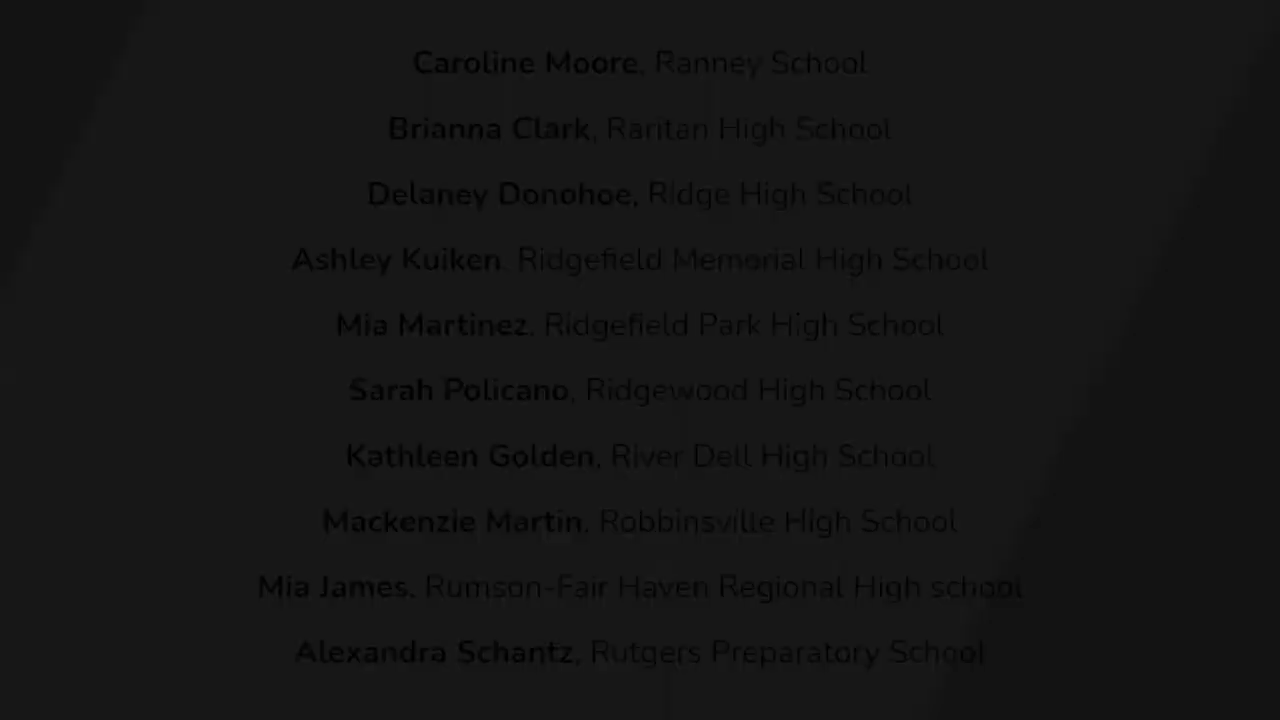 Caroline Moore, Ranney School
Brianna Clark, Raritan High School
Delaney Donohoe, Ridge High School
Ashley Kuiken, Ridgefield Memorial High School
Mia Martinez, Ridgefield Park High School
Sarah Policano, Ridgewood High School
Kathleen Golden, River Dell High School
Mackenzie Martin, Robbinsville High School
Mia James, Rumson-Fair Haven Regional High school
Alexandra Schantz, Rutgers Preparatory School